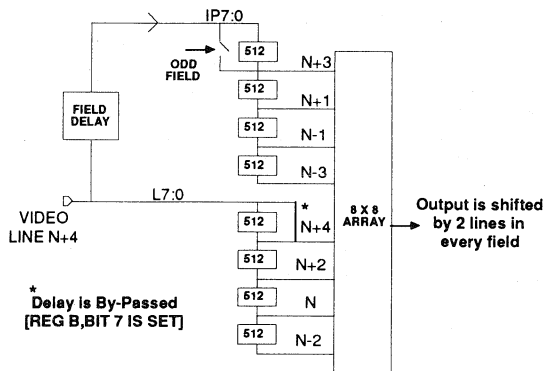 IP7:0
512
ODD
FIELD
N+3
512
N+1
FIELD
DELAY
512
N-1
512
N-3
L7:0
VIDEO
LINE N+4
512
*
N+4
8 X 8
ARRAY
Output is shifted
by 2 lines in
every field
512
N+2
*
Delay is By-Passed
[REG B,BIT 7 IS SET]
512
N
512
N-2